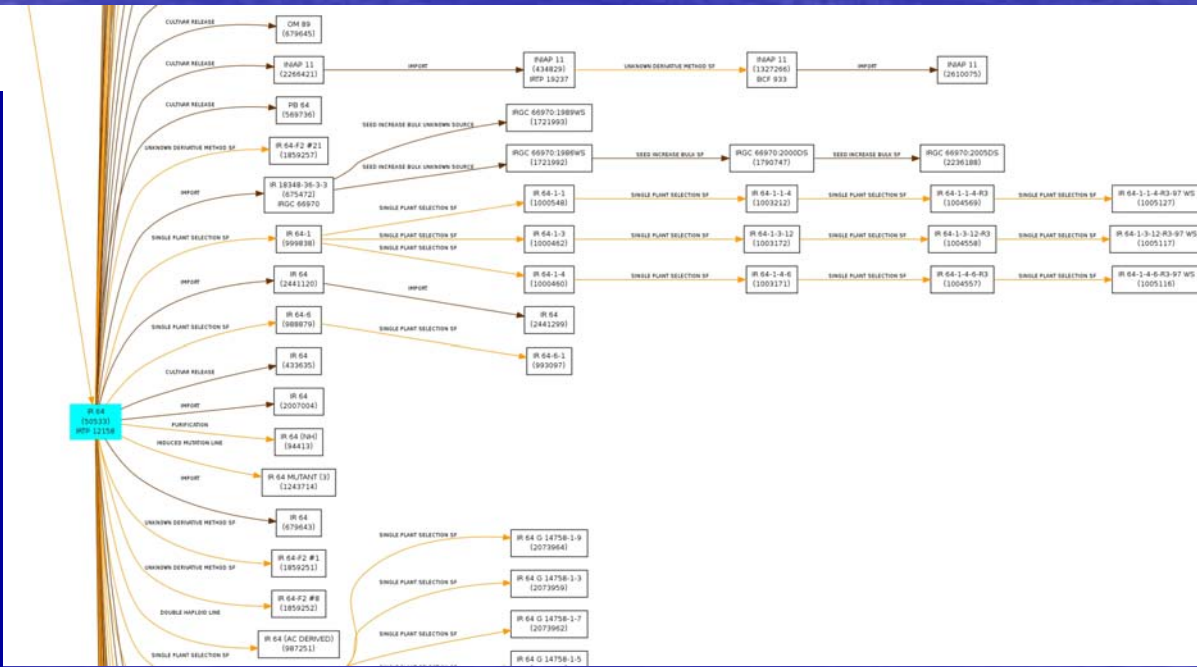 CULTIVAR RELEASE
OM 89
(679645)
CULTIVAR RELEASE
INIAP 11
(2266421)
IMPORT
INIAP 11
(434829)
IRTP 19237
UNKNOWN DERIVATIVE METHOD SF
INIAP 11
(1327266)
BCF 933
IMPORT
INIAP 11
(2610075)
CULTIVAR RELEASE
PB 64
(569736)
SEED INCREASE BULK UNKNOWN SOURCE
IRGC 66970:1989WS
(1721993)
UNKNOWN DERIVATIVE METHOD SF
IR 64-F2 #21
(1859257)
SEED INCREASE BULK UNKNOWN SOURCE
IRGC 66970:1986WS
(1721992)
SEED INCREASE BULK SF
IRGC 66970:2000DS
(1790747)
SEED INCREASE BULK SF
IRGC 66970:2005DS
(2236188)
IMPORT
IR 18348-36-3-3
(675472)
IRGC 66970
SINGLE PLANT SELECTION SF
IR 64-1-1
(1000548)
SINGLE PLANT SELECTION SF
IR 64-1-1-4
(1003212)
SINGLE PLANT SELECTION SF
IR 64-1-1-4-R3
(1004569)
SINGLE PLANT SELECTION SF
IR 64-1-1-4-R3-97 WS
(1005127)
SINGLE PLANT SELECTION SF
IR 64-1
(999838)
SINGLE PLANT SELECTION SF
SINGLE PLANT SELECTION SF
IR 64-1-3
(1000462)
SINGLE PLANT SELECTION SF
IR 64-1-3-12
(1003172)
SINGLE PLANT SELECTION SF
IR 64-1-3-12-R3
(1004558)
SINGLE PLANT SELECTION SF
IR 64-1-3-12-R3-97 WS
(1005117)
IMPORT
IR 64
(2441120)
IMPORT
IR 64-1-4
(1000460)
SINGLE PLANT SELECTION SF
IR 64-1-4-6
(1003171)
SINGLE PLANT SELECTION SF
IR 64-1-4-6-R3
(1004557)
SINGLE PLANT SELECTION SF
IR 64-1-4-6-R3-97 WS
(1005116)
SINGLE PLANT SELECTION SF
IR 64-6
(988879)
SINGLE PLANT SELECTION SF
IR 64
(2441299)
CULTIVAR RELEASE
IR 64
(433635)
IR 64-6-1
(993097)
IR 64
(50533)
IRTP 12158
IMPORT
IR 64
(2007004)
PURIFICATION
IR 64 (NH)
(94413)
INDUCED MUTATION LINE
IR 64 MUTANT (3)
(1243714)
IMPORT
IR 64
(679643)
UNKNOWN DERIVATIVE METHOD SF
IR 64-F2 #1
(1859251)
UNKNOWN DERIVATIVE METHOD SF
IR 64-F2 #8
(1859252)
DOUBLE HAPLOID LINE
IR 64 (AC DERIVED)
(987251)
SINGLE PLANT SELECTION SF
SINGLE PLANT SELECTION SF
IR 64 G 14758-1-9
(2073964)
SINGLE PLANT SELECTION SF
IR 64 G 14758-1-3
(2073959)
SINGLE PLANT SELECTION SF
IR 64 G 14758-1-7
(2073962)
IR 64 G 14758-1-5